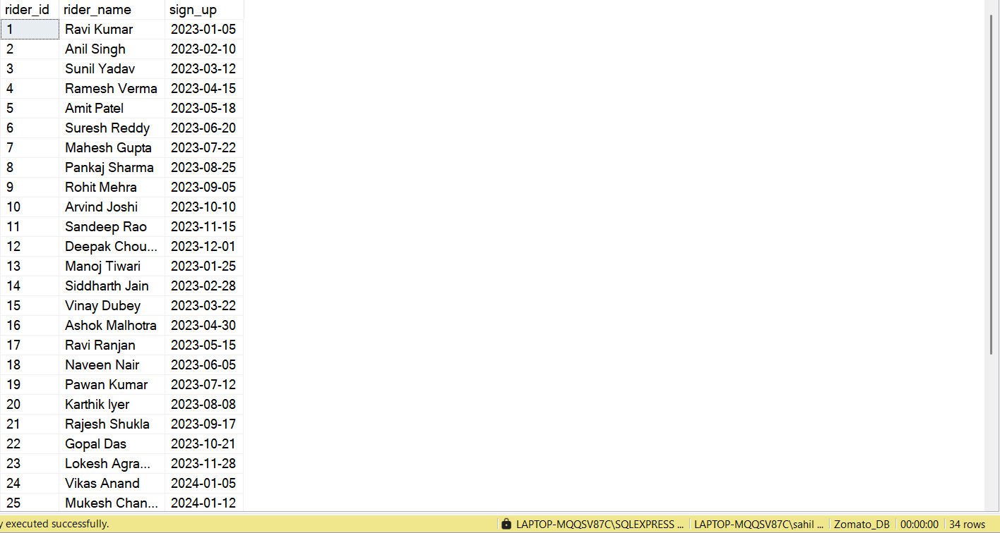 rider_id rider_name sign_up
1 Ravi Kumar 2023-01-05
2 Anil Singh 2023-02-10
3 Sunil Yadav 2023-03-12
4 Ramesh Verma 2023-04-15
5 Amit Patel 2023-05-18
6 Suresh Reddy 2023-06-20
7 Mahesh Gupta 2023-07-22
8 Pankaj Sharma 2023-08-25
9 Rohit Mehra 2023-09-05
10 Arvind Joshi 2023-10-10
11 Sandeep Rao 2023-11-15
12 Deepak Chou... 2023-12-01
13 Manoj Tiwari 2023-01-25
14 Siddharth Jain 2023-02-28
15 Vinay Dubey 2023-03-22
16 Ashok Malhotra 2023-04-30
17 Ravi Ranjan 2023-05-15
18 Naveen Nair 2023-06-05
19 Pawan Kumar 2023-07-12
20 Karthik Iyer 2023-08-08
21 Rajesh Shukla 2023-09-17
22 Gopal Das 2023-10-21
23 Lokesh Agra... 2023-11-28
24 Vikas Anand 2024-01-05
25 Mukesh Chan... 2024-01-12
y executed successfully. LAPTOP-MQQSV87C\SQLEXPRESS ... LAPTOP-MQQSV87C\sahil ... Zomato_DB 00:00:00 34 rows